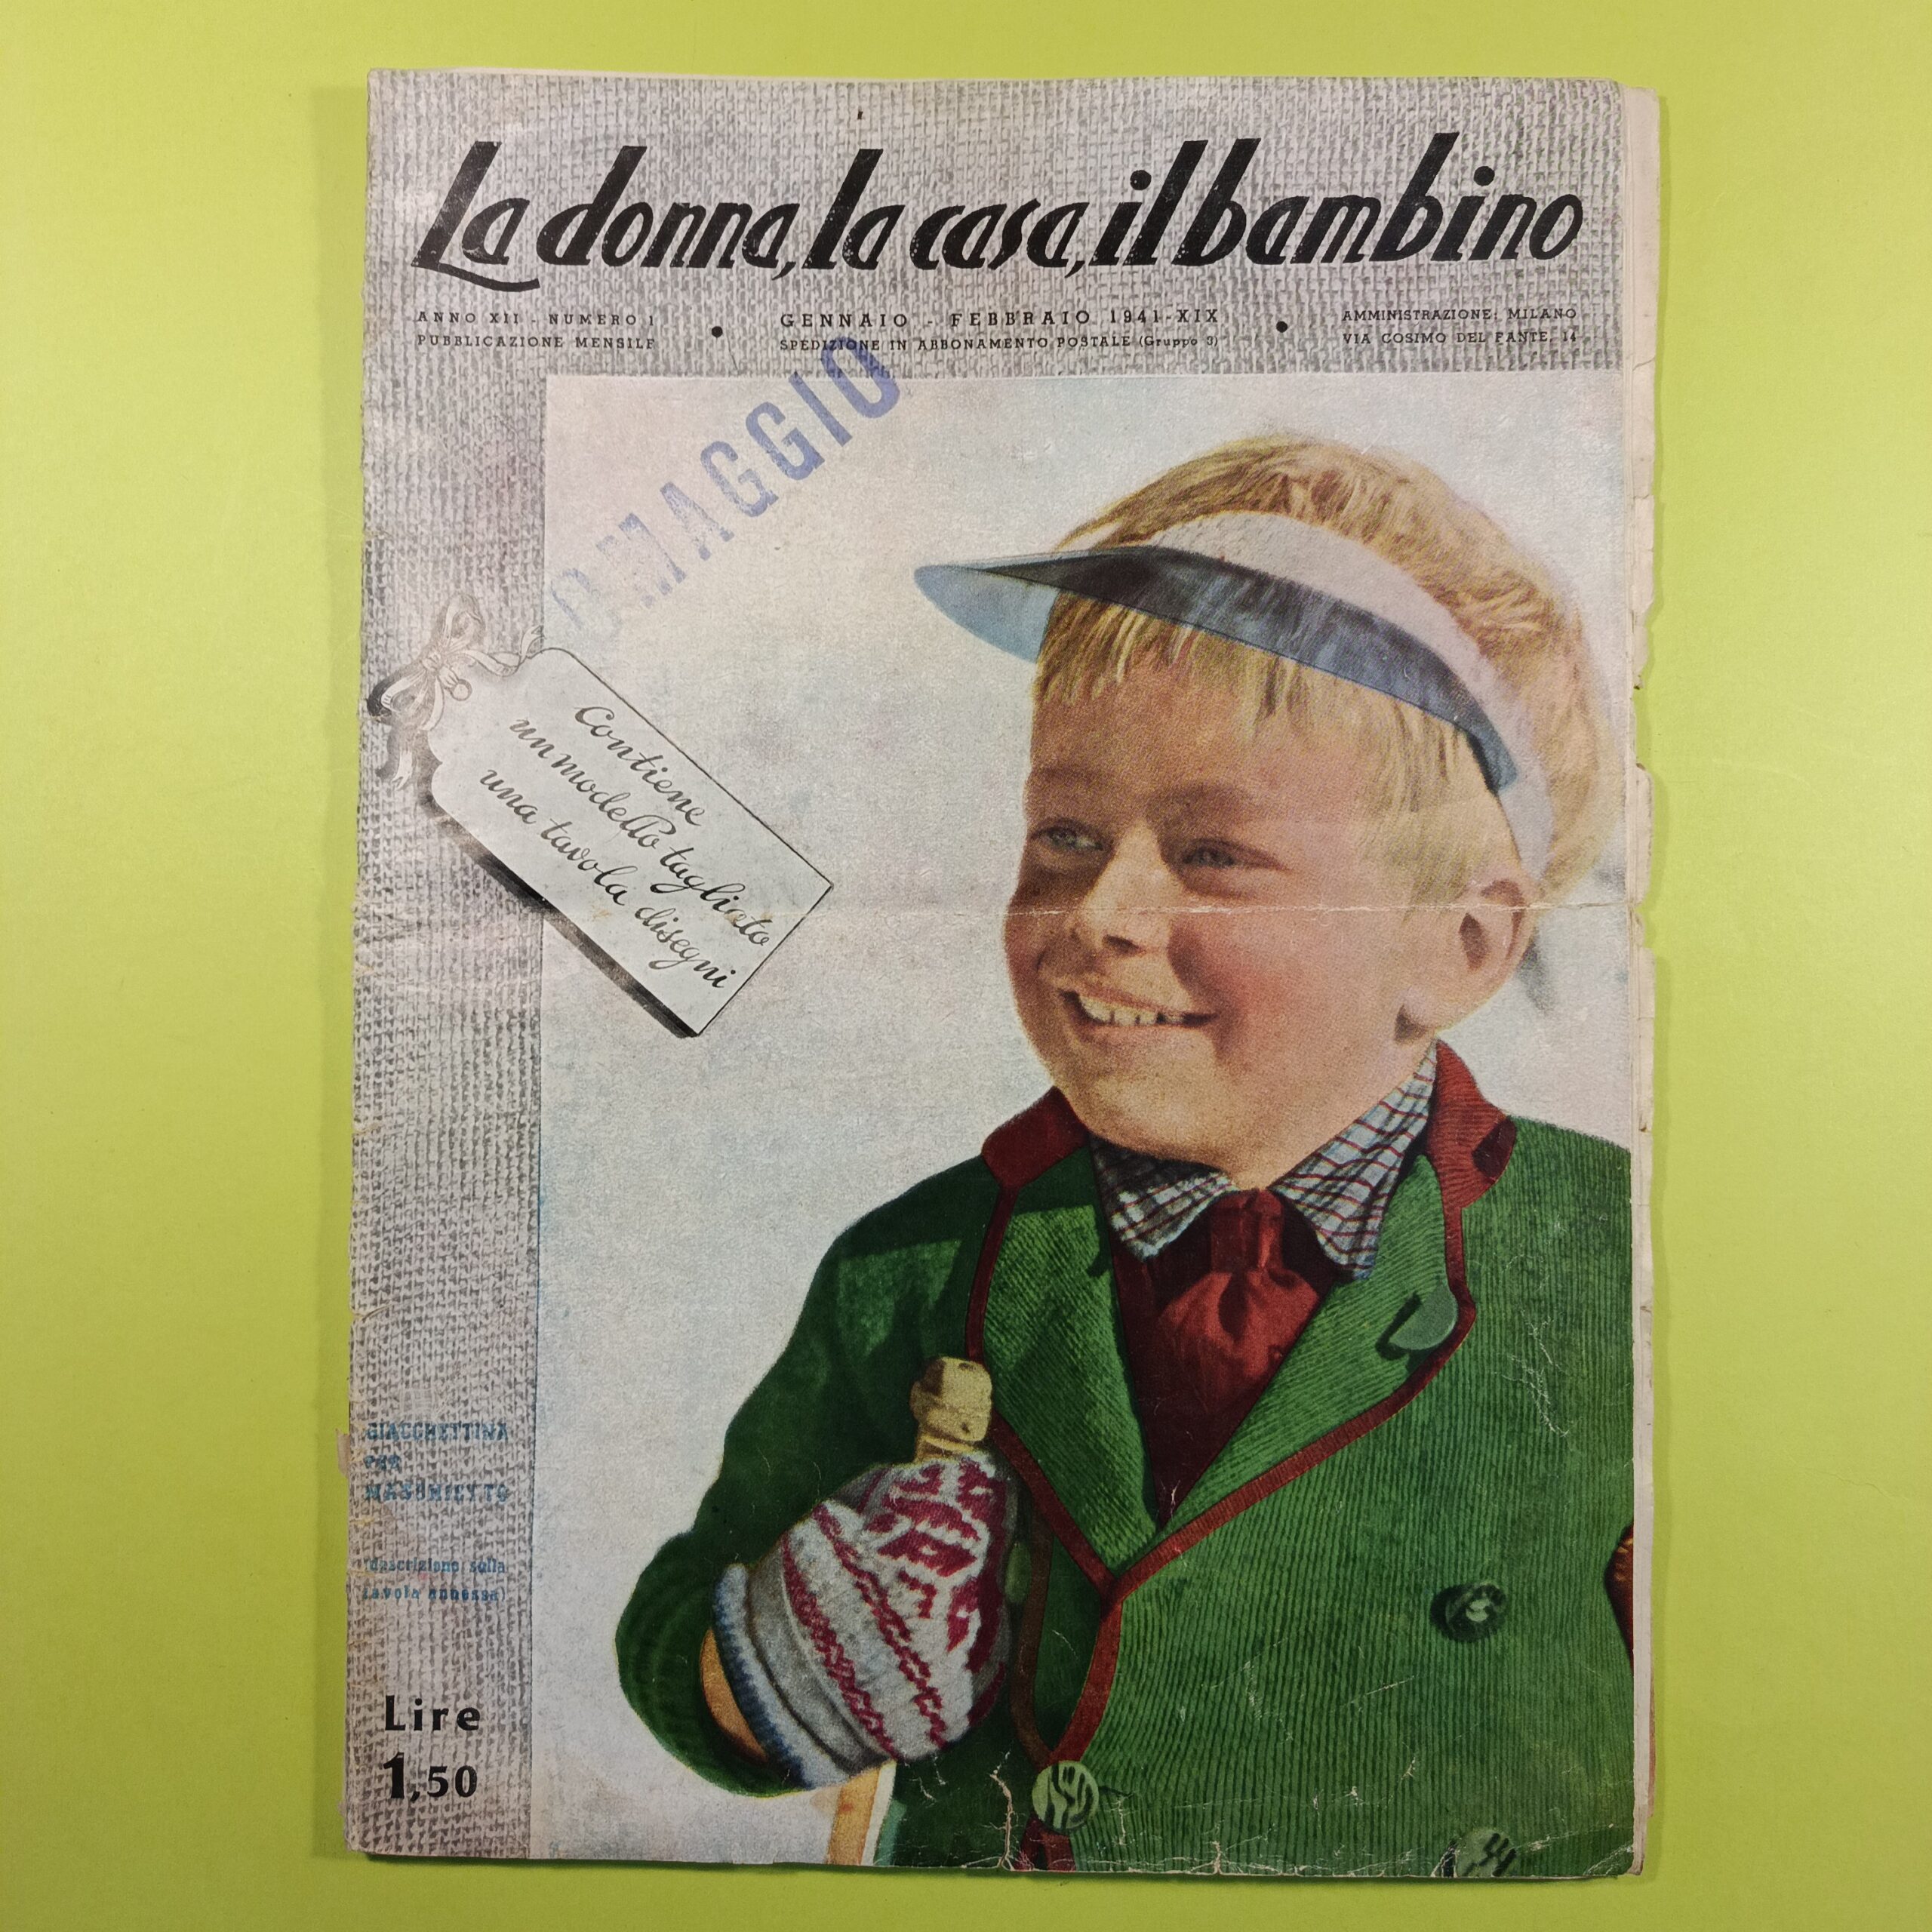 La donna, la casa, il bambino
ANNO XII - NUMERO 1
PUBBLICAZIONE MENSILE
GENNAIO - FEBBRAIO 1941-XIX
SPEDIZIONE IN ABBONAMENTO POSTALE (Gruppo 3)
AMMINISTRAZIONE: MILANO
VIA COSIMO DEL FANTE, 14
OMAGGIO
Contiene
un modello tagliato
una tavola disegni
GIACCHETTINA
PER
MASCHIETTO
(descrizione sulla
tavola annessa)
Lire
1,50